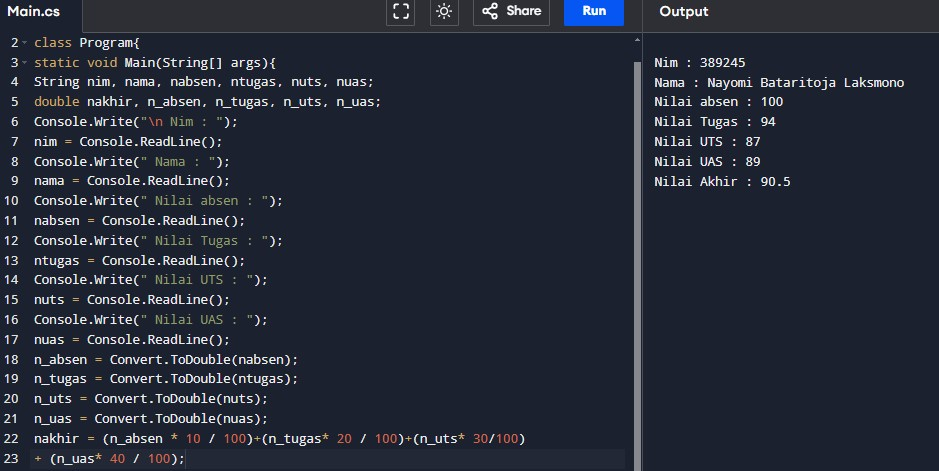 Main.cs
Share
Run
Output
2 class Program{
3 static void Main(String[] args){
4 String nim, nama, nabsen, ntugas, nuts, nuas;
5 double nakhir, n_absen, n_tugas, n_uts, n_uas;
6 Console.Write("\n Nim : ");
7 nim = Console.ReadLine();
8 Console.Write(" Nama : ");
9 nama = Console.ReadLine();
10 Console.Write(" Nilai absen : ");
11 nabsen = Console.ReadLine();
12 Console.Write(" Nilai Tugas : ");
13 ntugas = Console.ReadLine();
14 Console.Write(" Nilai UTS : ");
15 nuts = Console.ReadLine();
16 Console.Write(" Nilai UAS : ");
17 nuas = Console.ReadLine();
18 n_absen = Convert.ToDouble(nabsen);
19 n_tugas = Convert.ToDouble(ntugas);
20 n_uts = Convert.ToDouble(nuts);
21 n_uas = Convert.ToDouble(nuas);
22 nakhir = (n_absen * 10 / 100)+(n_tugas* 20 / 100)+(n_uts* 30/100)
23 + (n_uas* 40 / 100);
Nim : 389245
Nama : Nayomi Bataritoja Laksmono
Nilai absen : 100
Nilai Tugas : 94
Nilai UTS : 87
Nilai UAS : 89
Nilai Akhir : 90.5